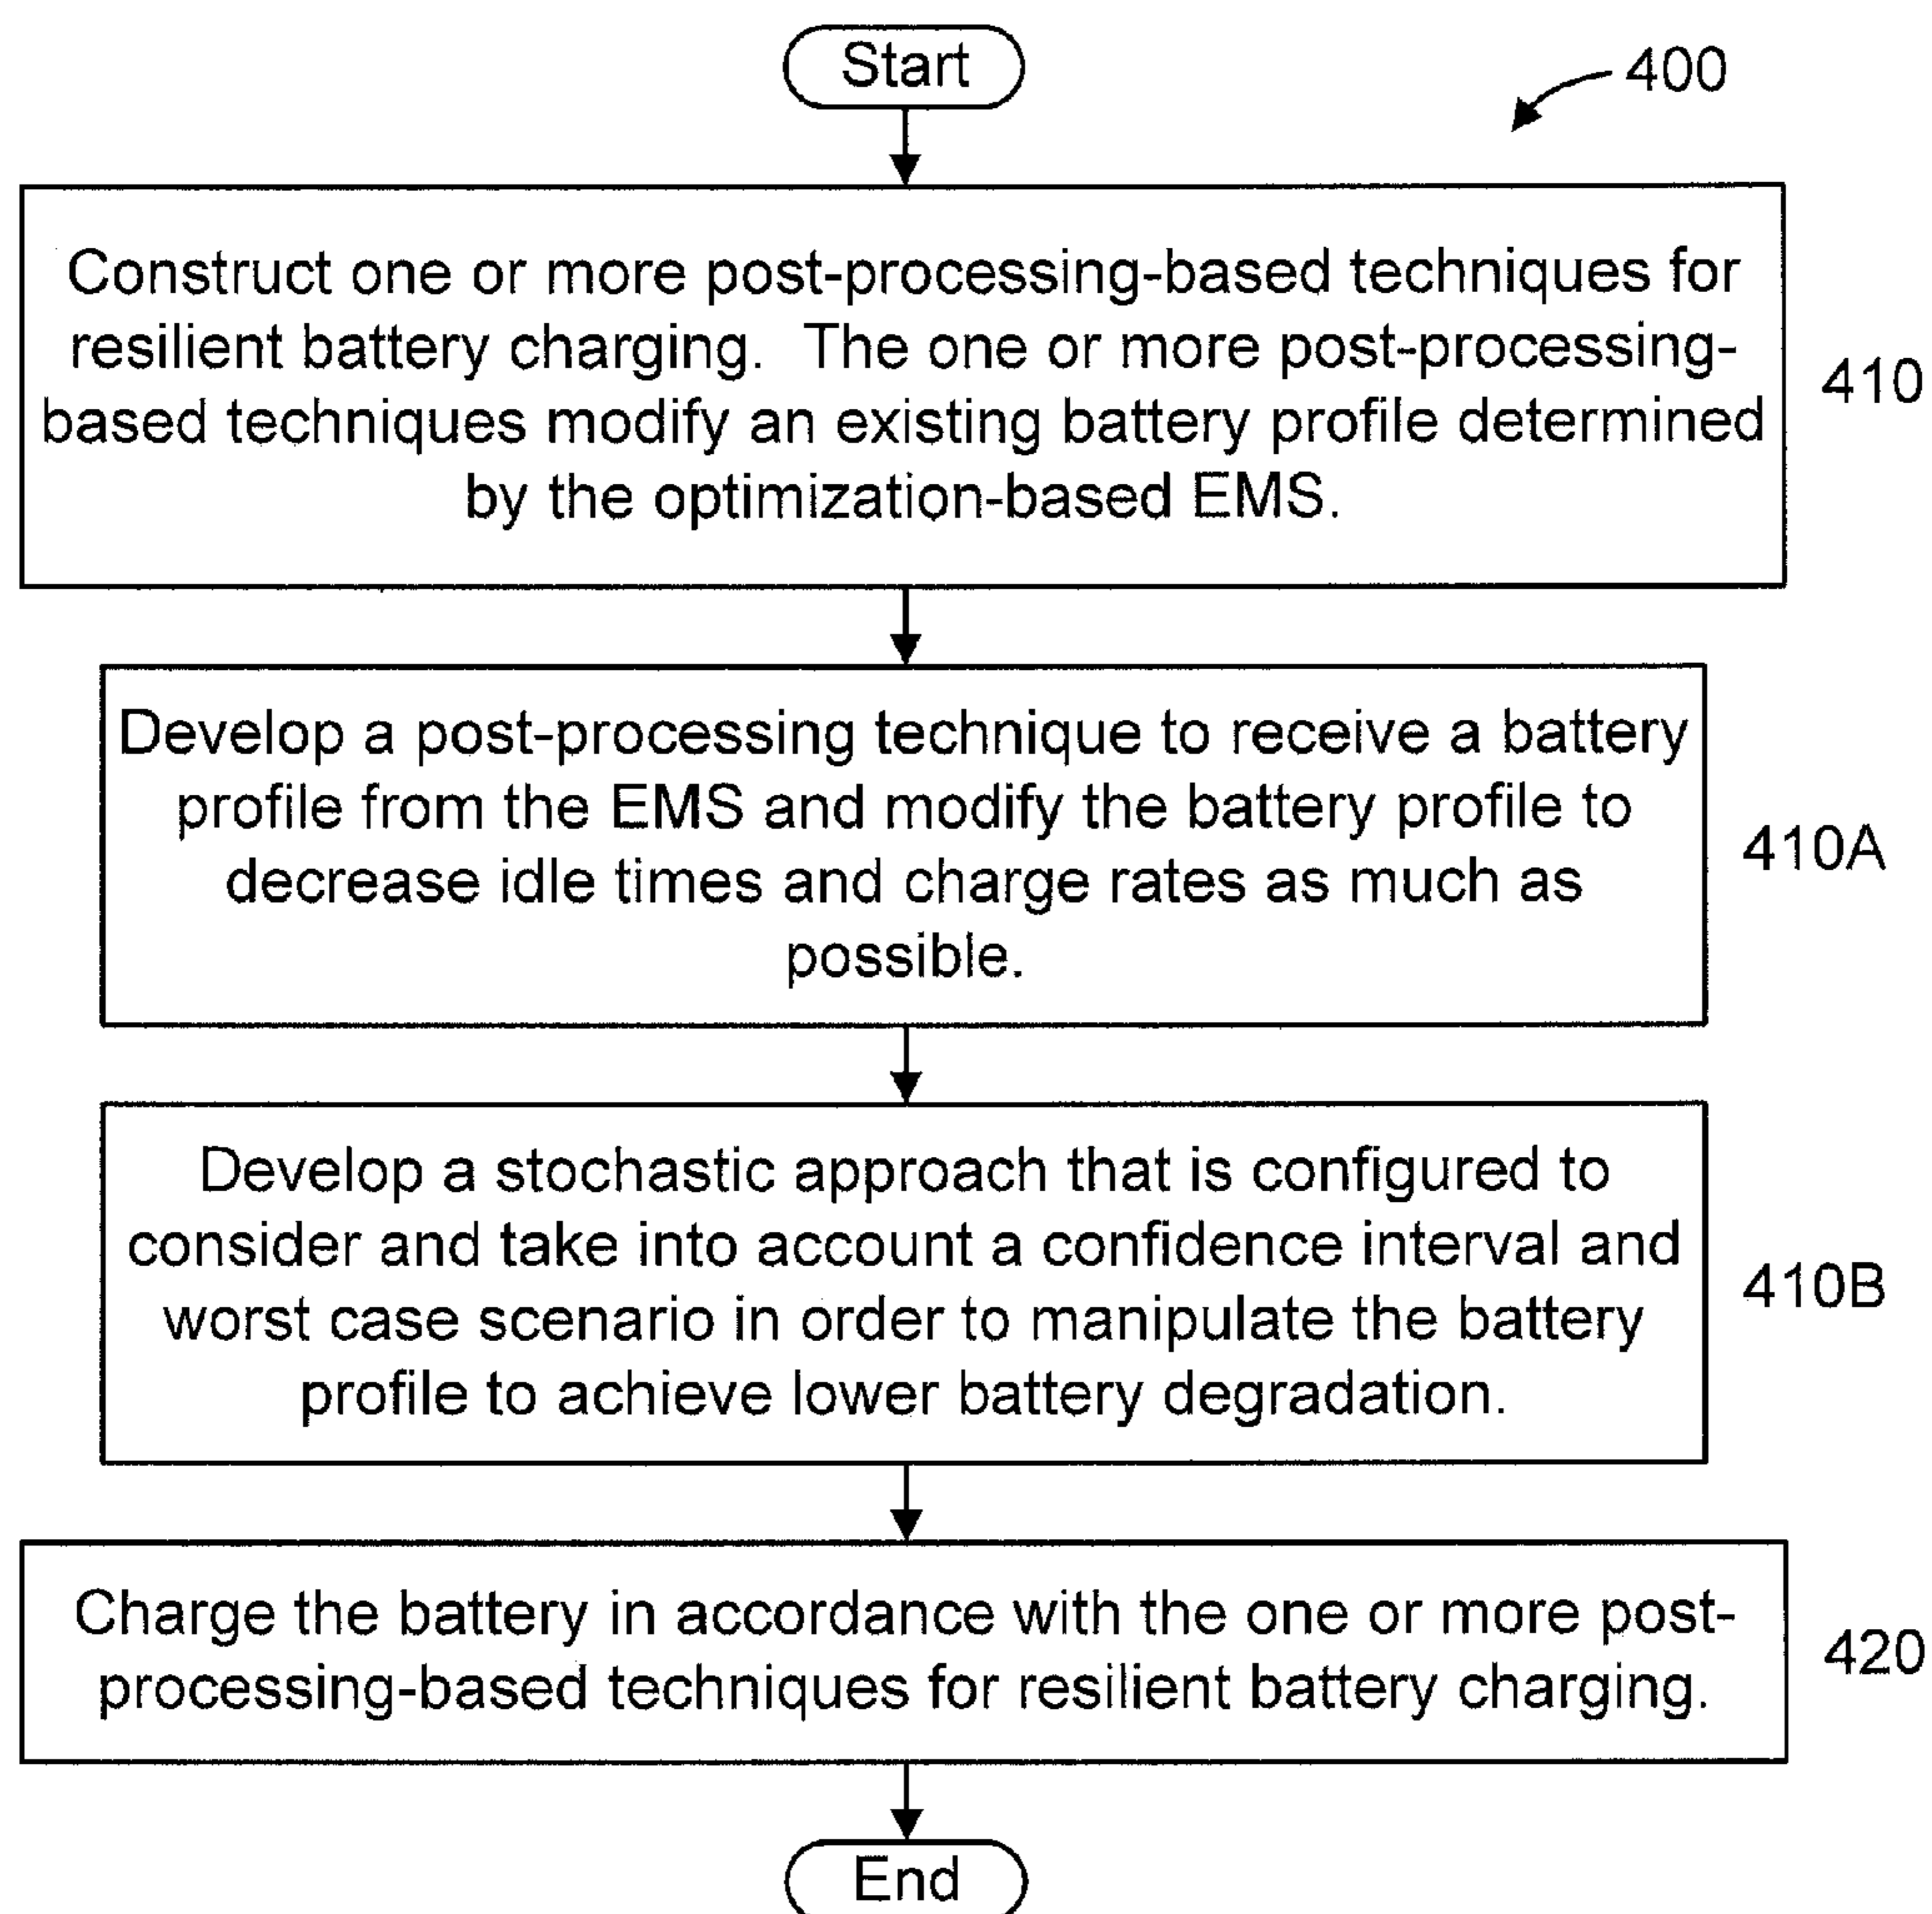 Start
400
Construct one or more post-processing-based techniques for
resilient battery charging. The one or more post-processing-
based techniques modify an existing battery profile determined
by the optimization-based EMS.
410
Develop a post-processing technique to receive a battery
profile from the EMS and modify the battery profile to
decrease idle times and charge rates as much as
possible.
410A
Develop a stochastic approach that is configured to
consider and take into account a confidence interval and
worst case scenario in order to manipulate the battery
profile to achieve lower battery degradation.
410B
Charge the battery in accordance with the one or more post-
processing-based techniques for resilient battery charging.
420
End